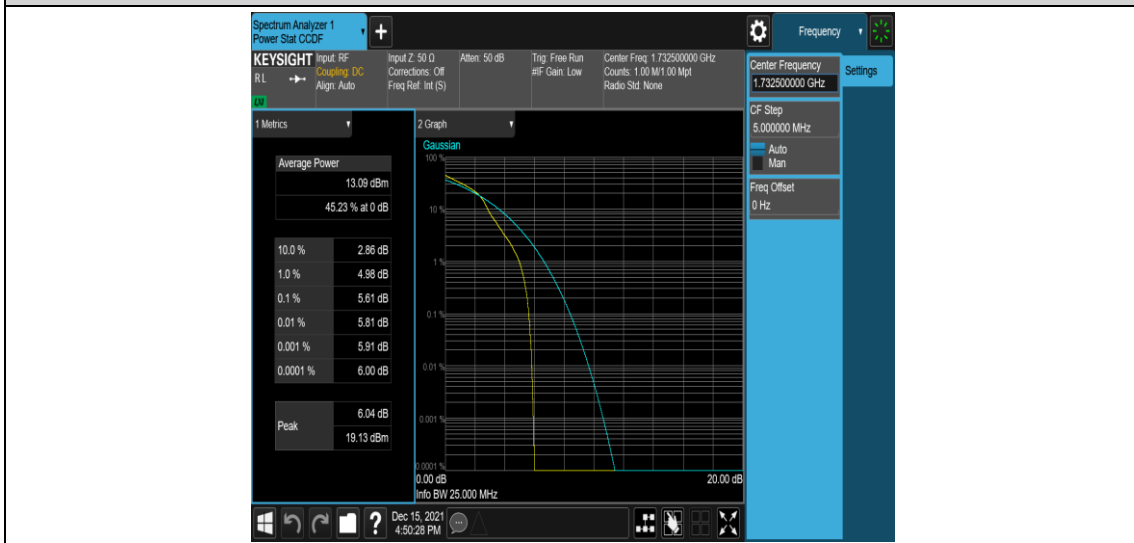 Spectrum Analyzer 1
Power Stat CCDF
+
Frequency
KEYSIGHT
RL
LXI
Input: RF
Coupling: DC
Align: Auto
Input Z: 50 Ω
Corrections: Off
Freq Ref: Int (S)
Atten: 50 dB
Trig: Free Run
#IF Gain: Low
Center Freq: 1.732500000 GHz
Counts: 1.00 M/1.00 Mpt
Radio Std: None
Center Frequency
1.732500000 GHz
Settings
CF Step
5.000000 MHz
Auto
Man
Freq Offset
0 Hz
1 Metrics
Average Power
13.09 dBm
45.23 % at 0 dB
10.0 % 2.86 dB
1.0 % 4.98 dB
0.1 % 5.61 dB
0.01 % 5.81 dB
0.001 % 5.91 dB
0.0001 % 6.00 dB
Peak 6.04 dB
19.13 dBm
2 Graph
Gaussian
100 %
10 %
1 %
0.1 %
0.01 %
0.001 %
0.0001 %
0.00 dB 20.00 dB
Info BW 25.000 MHz
?
Dec 15, 2021
4:50:28 PM